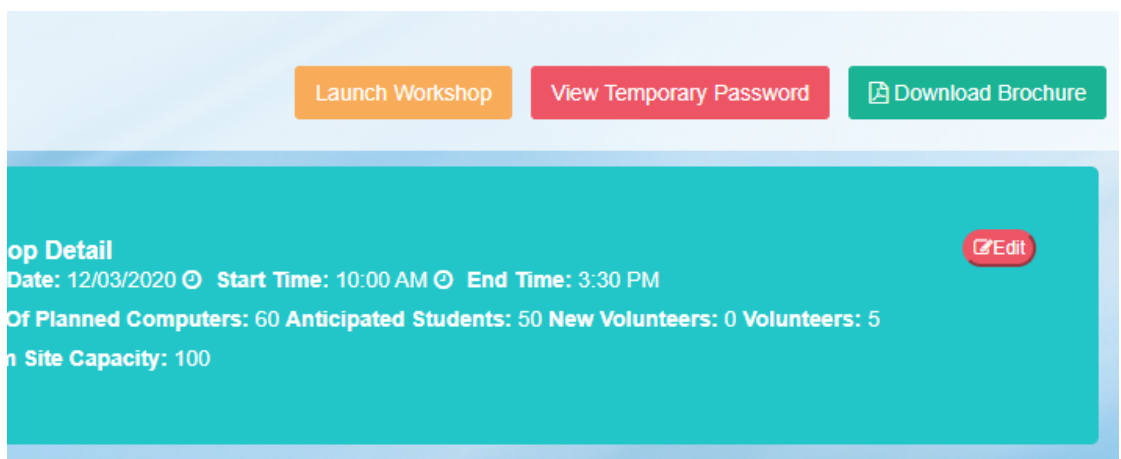 Launch Workshop View Temporary Password Download Brochure
op Detail Edit
Date: 12/03/2020 Start Time: 10:00 AM End Time: 3:30 PM
Of Planned Computers: 60 Anticipated Students: 50 New Volunteers: 0 Volunteers: 5
Site Capacity: 100